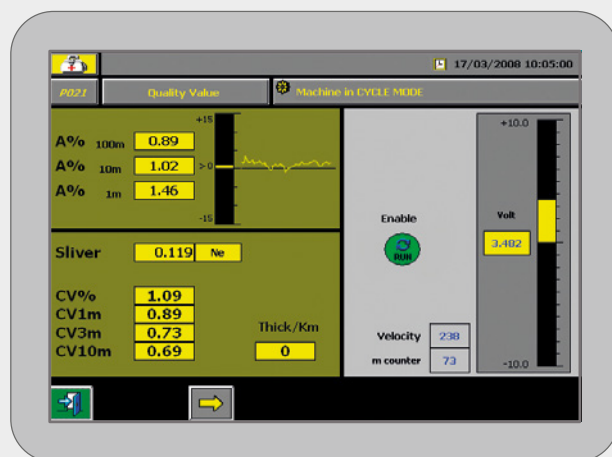 17/03/2008 10:05:00
P021 Quality Value Machine in CYCLE MODE
+15
A% 100m 0.89
A% 10m 1.02 >0
A% 1m 1.46
-15
Sliver 0.119 Ne
CV% 1.09
CV1m 0.89
CV3m 0.73
CV10m 0.69
Thick/Km
0
Enable
RUN
Velocity 238
m counter 73
+10.0
Volt
3.482
-10.0